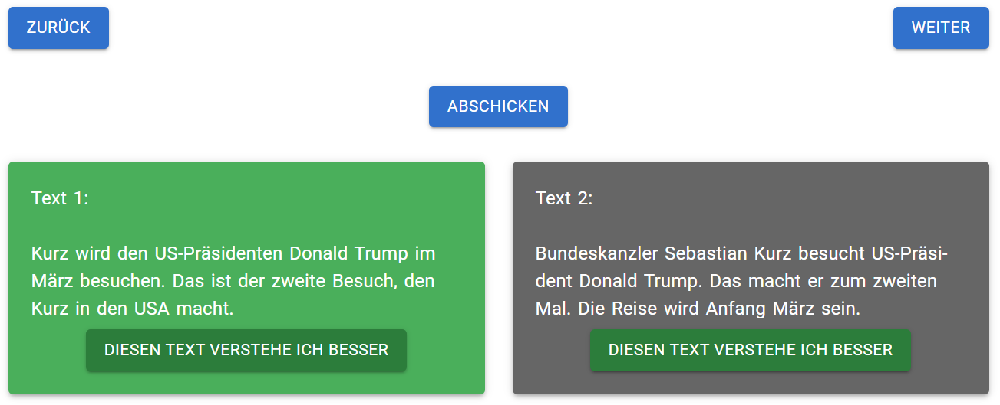 ZURÜCK
WEITER
ABSCHICKEN
Text 1:
Kurz wird den US-Präsidenten Donald Trump im
März besuchen. Das ist der zweite Besuch, den
Kurz in den USA macht.
DIESEN TEXT VERSTEHE ICH BESSER
Text 2:
Bundeskanzler Sebastian Kurz besucht US-Präsi-
dent Donald Trump. Das macht er zum zweiten
Mal. Die Reise wird Anfang März sein.
DIESEN TEXT VERSTEHE ICH BESSER